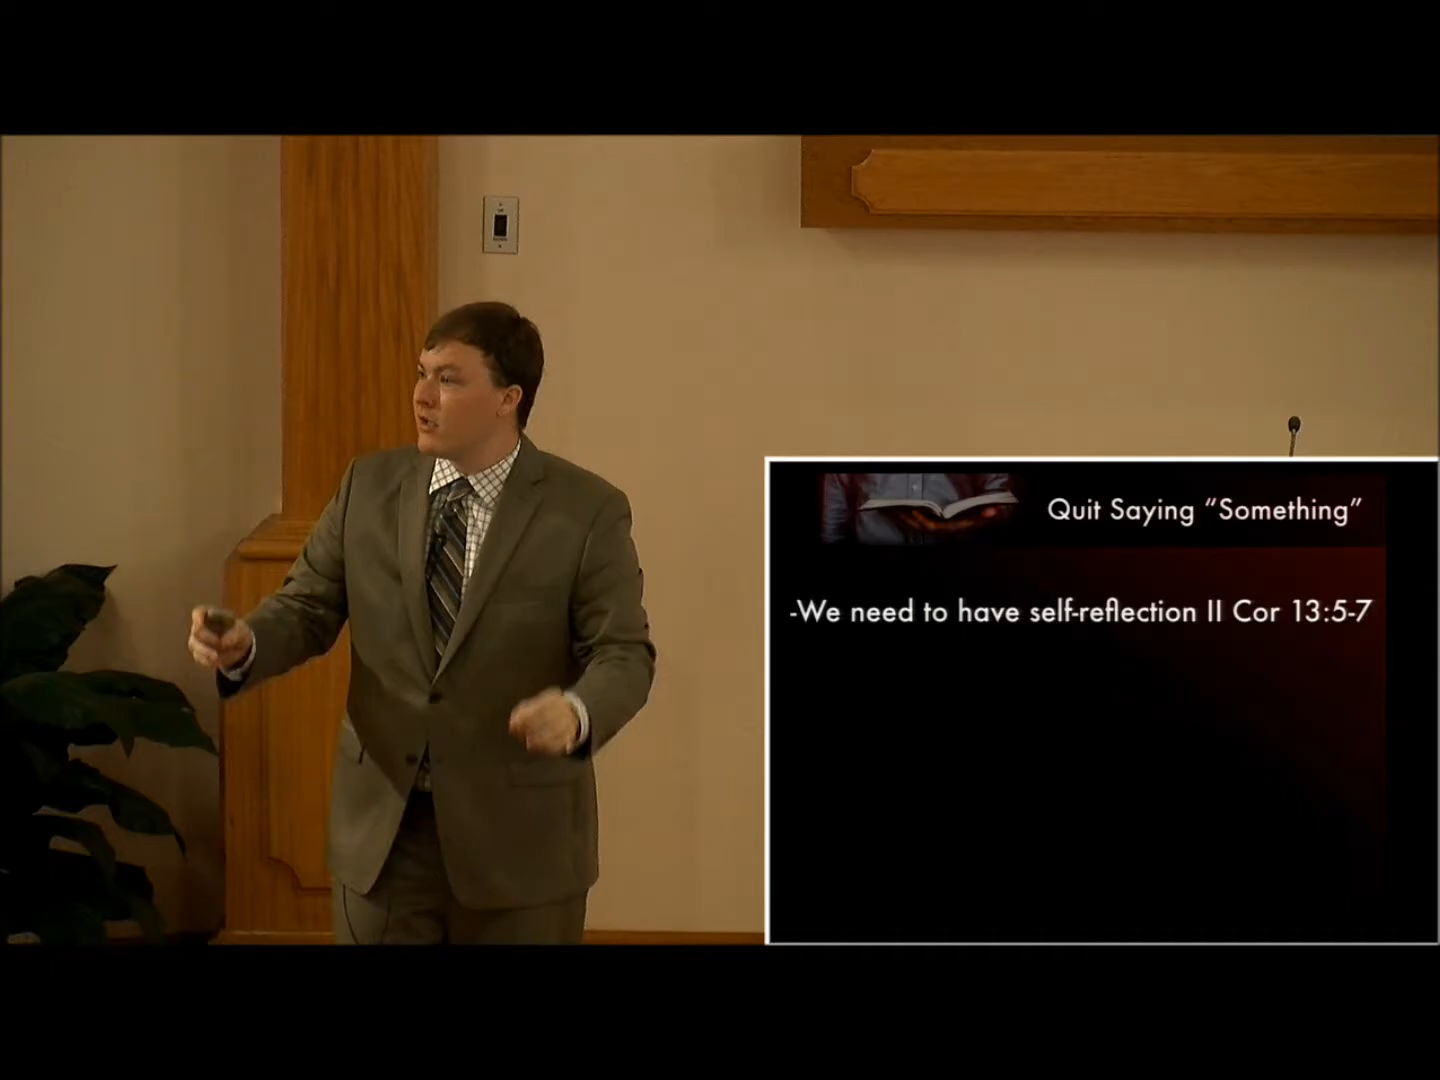 Quit Saying “Something”
-We need to have self-reflection II Cor 13:5-7